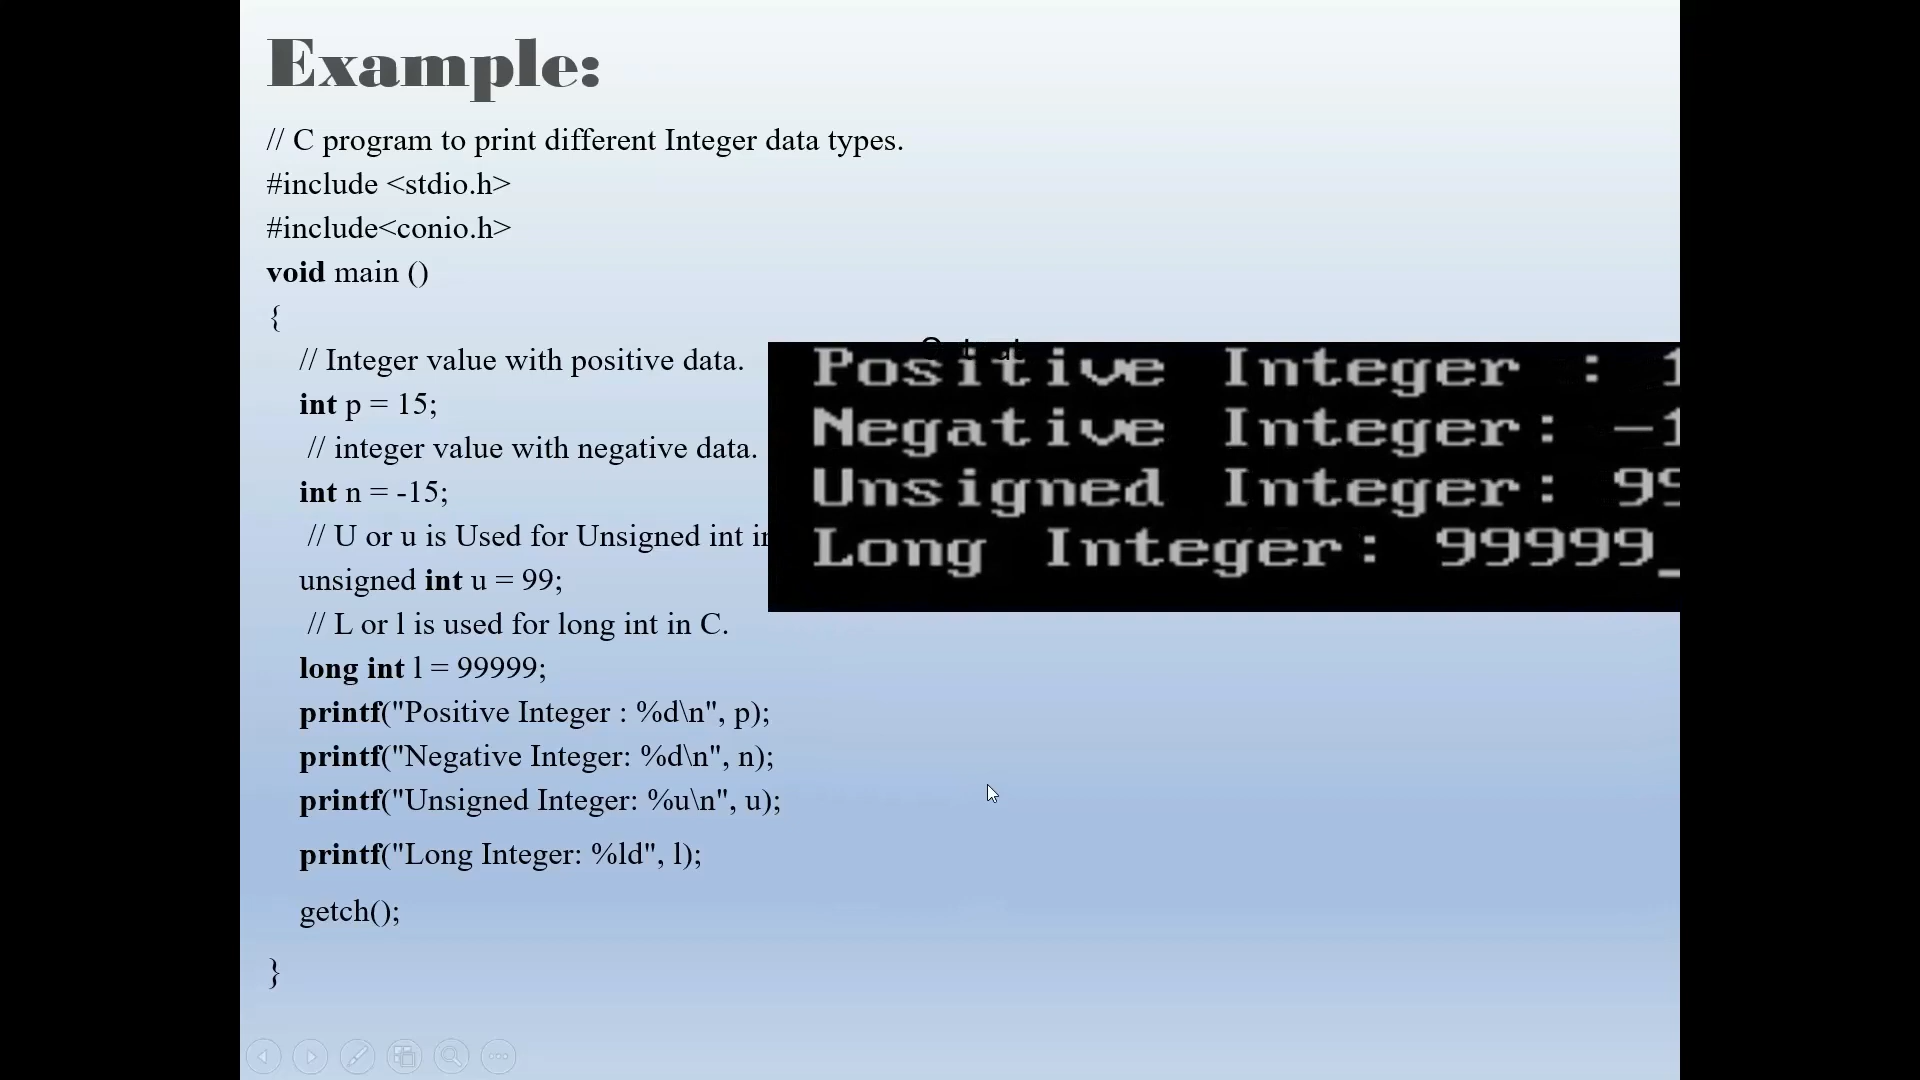 Example:
// C program to print different Integer data types.
#include <stdio.h>
#include<conio.h>
void main ()
{
// Integer value with positive data.
int p = 15;
// integer value with negative data.
int n = -15;
// U or u is Used for Unsigned int
unsigned int u = 99;
// L or l is used for long int in C.
long int l = 99999;
printf("Positive Integer : %d\n", p);
printf("Negative Integer: %d\n", n);
printf("Unsigned Integer: %u\n", u);
printf("Long Integer: %ld", l);
getch();
}
Positive Integer :
Negative Integer:
Unsigned Integer:
Long Integer: 99999_